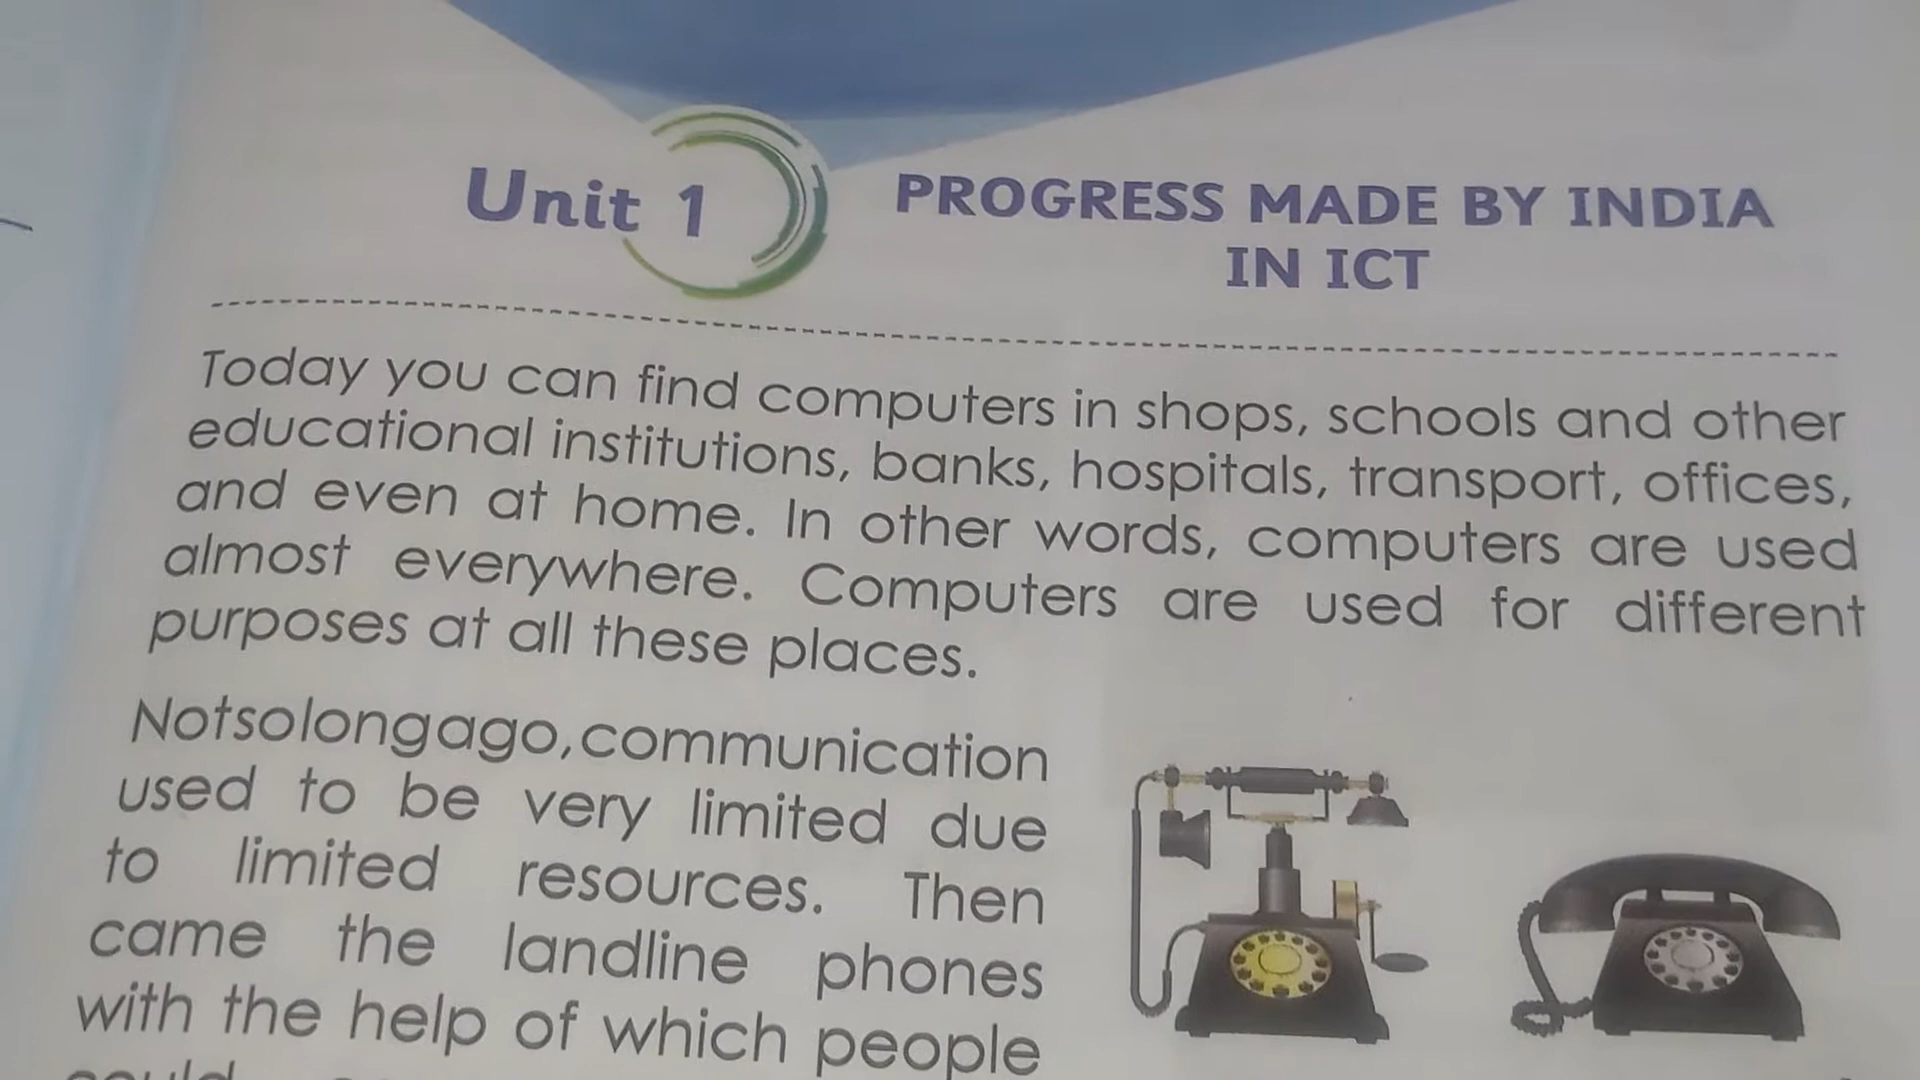 Unit 1
PROGRESS MADE BY INDIA
IN ICT
Today you can find computers in shops, schools and other
educational institutions, banks, hospitals, transport, offices,
and even at home. In other words, computers are used
almost everywhere. Computers are used for different
purposes at all these places.
Notsolongago,communication
used to be very limited due
to limited resources. Then
came the landline phones
with the help of which people
could